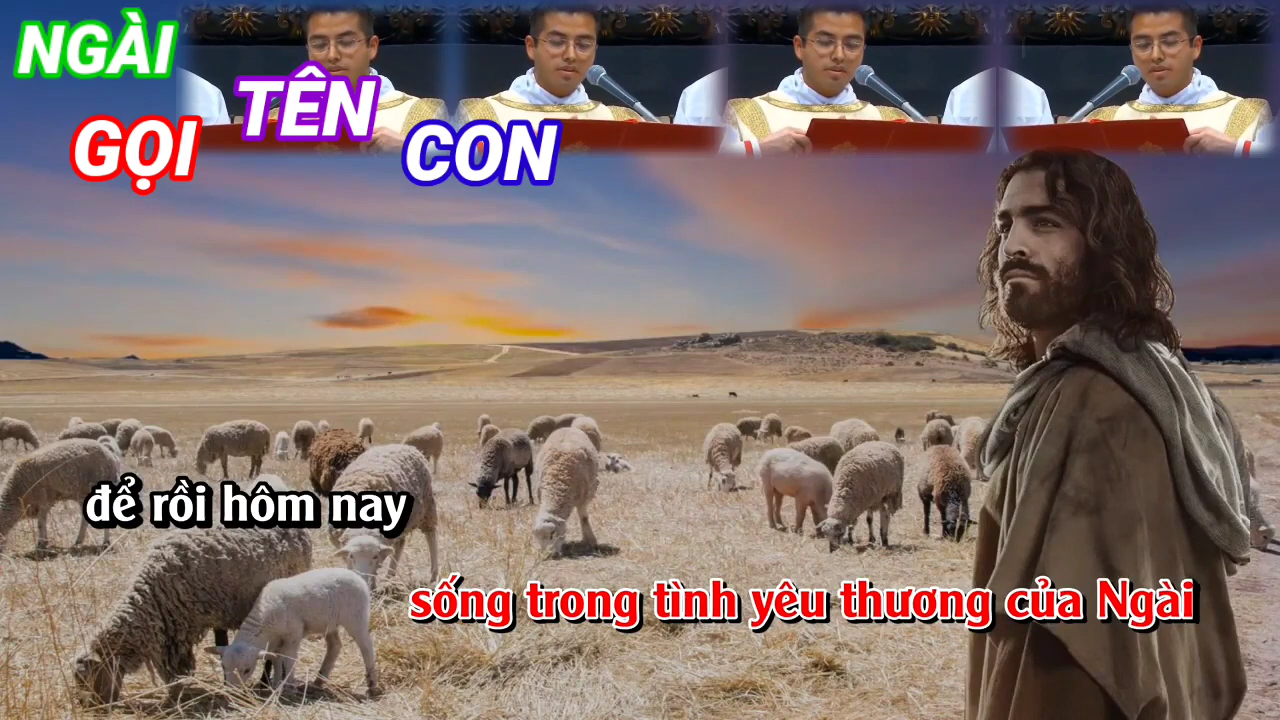 NGÀI
GỌI TÊN CON
để rồi hôm nay
sống trong tình yêu thương của Ngài